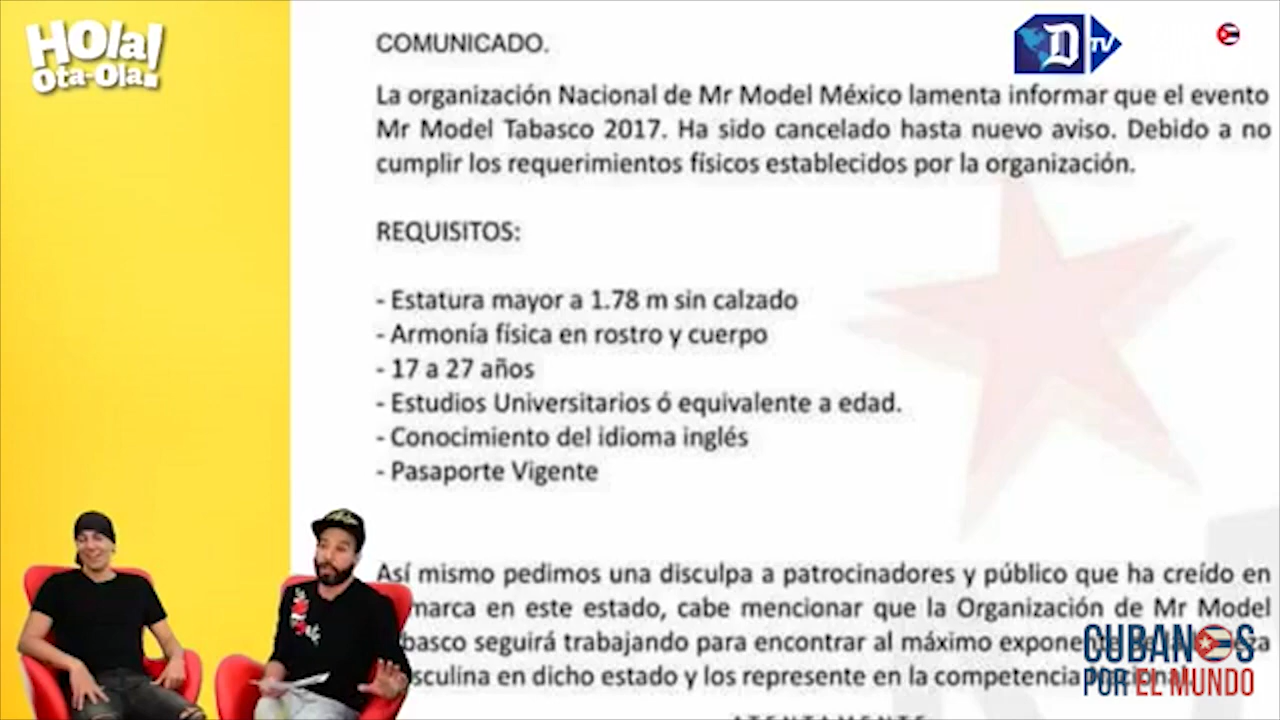 HOla!
Ota-Ola!
D TV
COMUNICADO.
La organización Nacional de Mr Model México lamenta informar que el evento
Mr Model Tabasco 2017. Ha sido cancelado hasta nuevo aviso. Debido a no
cumplir los requerimientos físicos establecidos por la organización.
REQUISITOS:
- Estatura mayor a 1.78 m sin calzado
- Armonía física en rostro y cuerpo
- 17 a 27 años
- Estudios Universitarios ó equivalente a edad.
- Conocimiento del idioma inglés
- Pasaporte Vigente
Así mismo pedimos una disculpa a patrocinadores y público que ha creído en
marca en este estado, cabe mencionar que la Organización de Mr Model
basco seguirá trabajando para encontrar al máximo
sculina en dicho estado y los represente en la competencia
ATENTAMENTE
CUBANOS
POR EL MUNDO